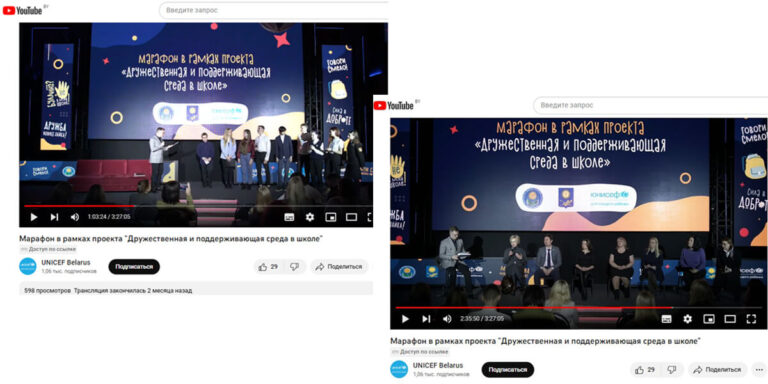 YouTube BY
Введите запрос
МАРАФОН В РАМКАХ ПРОЕКТА
«ДРУЖЕСТВЕННАЯ И ПОДДЕРЖИВАЮЩАЯ
СРЕДА В ШКОЛЕ»
ГОВОРИ
СМЕЛО!
СИЛА В
ДОБРОТЕ
ДРУЖБА
ГОВОРИ СМЕЛО!
1:03:24 / 3:27:05
Марафон в рамках проекта "Дружественная и поддерживающая среда в школе"
Доступ по ссылке
UNICEF Belarus
1,06 тыс. подписчиков
Подписаться
29
Поделиться
598 просмотров Трансляция закончилась 2 месяца назад
YouTube BY
Введите запрос
МАРАФОН В РАМКАХ ПРОЕКТА
«ДРУЖЕСТВЕННАЯ И ПОДДЕРЖИВАЮЩАЯ
СРЕДА В ШКОЛЕ»
юнисеф
ГОВОРИ
СМЕЛО!
СИЛА В
2:35:50 / 3:27:05
Марафон в рамках проекта "Дружественная и поддерживающая среда в школе"
Доступ по ссылке
UNICEF Belarus
1,06 тыс. подписчиков
Подписаться
29
Поделиться